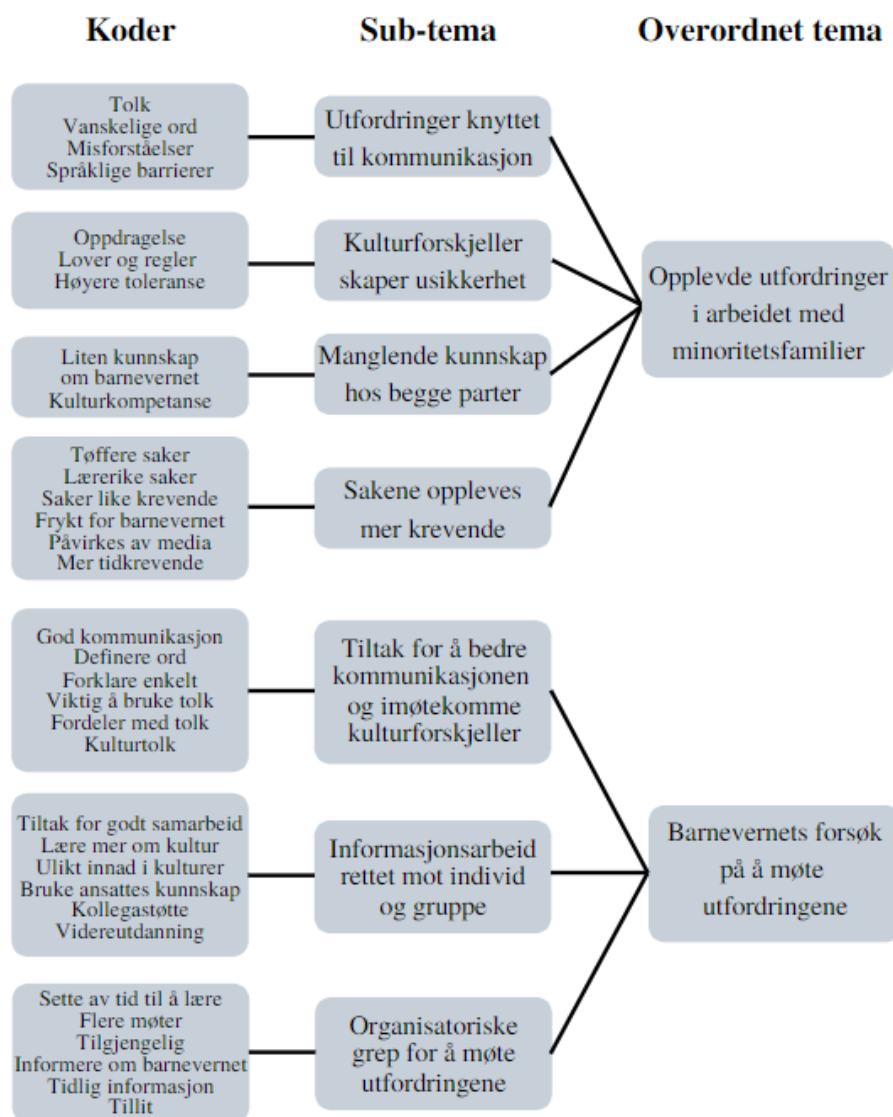 Koder
Sub-tema
Overordnet tema
Tolk
Vanskelige ord
Misforståelser
Språklige barrierer
Utfordringer knyttet
til kommunikasjon
Oppdragelse
Lover og regler
Høyere toleranse
Kulturforskjeller
skaper usikkerhet
Liten kunnskap
om barnevernet
Kulturkompetanse
Manglende kunnskap
hos begge parter
Tøffere saker
Lærerike saker
Saker like krevende
Frykt for barnevernet
Påvirkes av media
Mer tidkrevende
Sakene oppleves
mer krevende
Opplevde utfordringer
i arbeidet med
minoritetsfamilier
God kommunikasjon
Definere ord
Forklare enkelt
Viktig å bruke tolk
Fordeler med tolk
Kulturtolk
Tiltak for å bedre
kommunikasjonen
og imøtekomme
kulturforskjeller
Tiltak for godt samarbeid
Lære mer om kultur
Ulikt innad i kulturer
Bruke ansattes kunnskap
Kollegastøtte
Videreutdanning
Informasjonsarbeid
rettet mot individ
og gruppe
Sette av tid til å lære
Flere møter
Tilgjengelig
Informere om barnevernet
Tidlig informasjon
Tillit
Organisatoriske
grep for å møte
utfordringene
Barnevernets forsøk
på å møte
utfordringene